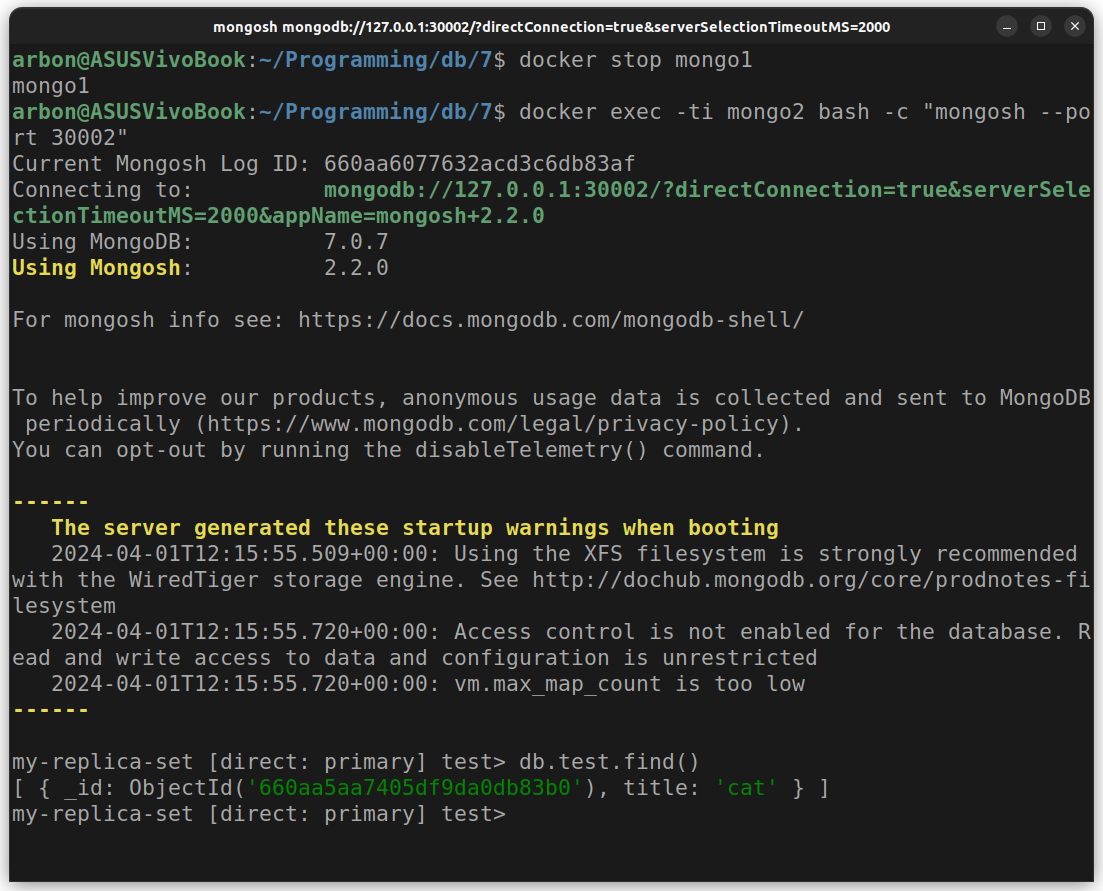 mongosh mongodb://127.0.0.1:30002/?directConnection=true&serverSelectionTimeoutMS=2000
arbon@ASUSVivoBook:~/Programming/db/7$ docker stop mongo1
mongo1
arbon@ASUSVivoBook:~/Programming/db/7$ docker exec -ti mongo2 bash -c "mongosh --po
rt 30002"
Current Mongosh Log ID: 660aa6077632acd3c6db83af
Connecting to:          mongodb://127.0.0.1:30002/?directConnection=true&serverSele
ctionTimeoutMS=2000&appName=mongosh+2.2.0
Using MongoDB:          7.0.7
Using Mongosh:          2.2.0
For mongosh info see: https://docs.mongodb.com/mongodb-shell/
To help improve our products, anonymous usage data is collected and sent to MongoDB
 periodically (https://www.mongodb.com/legal/privacy-policy).
You can opt-out by running the disableTelemetry() command.
------
   The server generated these startup warnings when booting
   2024-04-01T12:15:55.509+00:00: Using the XFS filesystem is strongly recommended
with the WiredTiger storage engine. See http://dochub.mongodb.org/core/prodnotes-fi
lesystem
   2024-04-01T12:15:55.720+00:00: Access control is not enabled for the database. R
ead and write access to data and configuration is unrestricted
   2024-04-01T12:15:55.720+00:00: vm.max_map_count is too low
------
my-replica-set [direct: primary] test> db.test.find()
[ { _id: ObjectId('660aa5aa7405df9da0db83b0'), title: 'cat' } ]
my-replica-set [direct: primary] test>